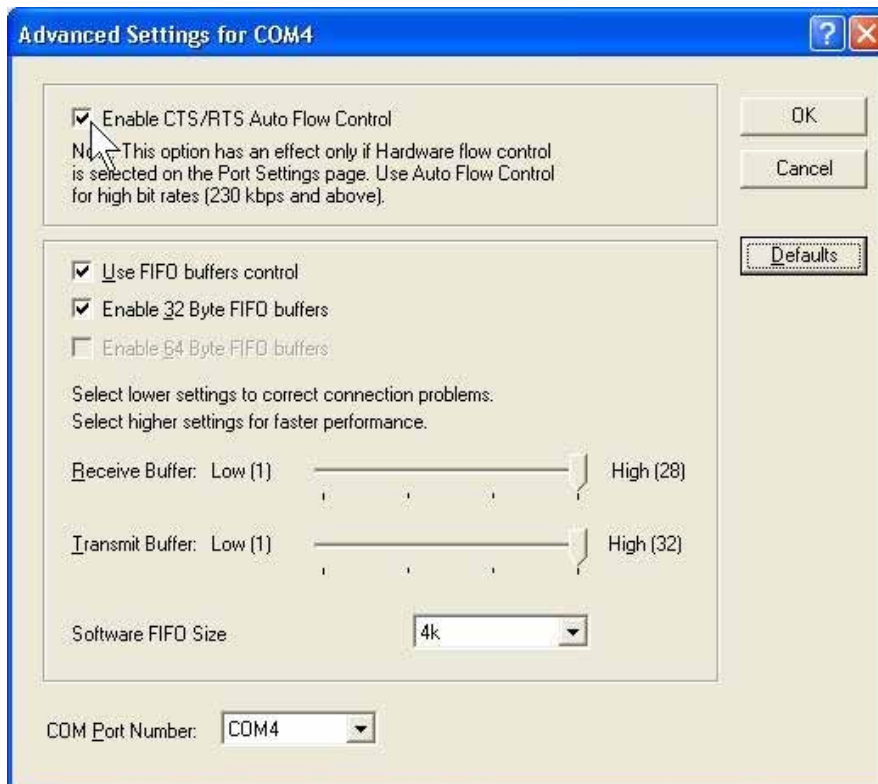 Advanced Settings for COM4
Enable CTS/RTS Auto Flow Control
This option has an effect only if Hardware flow control
is selected on the Port Settings page. Use Auto Flow Control
for high bit rates (230 kbps and above).
OK
Cancel
Defaults
Use FIFO buffers control
Enable 32 Byte FIFO buffers
Enable 64 Byte FIFO buffers
Select lower settings to correct connection problems.
Select higher settings for faster performance.
Receive Buffer: Low (1) High (28)
Transmit Buffer: Low (1) High (32)
Software FIFO Size 4k
COM Port Number: COM4